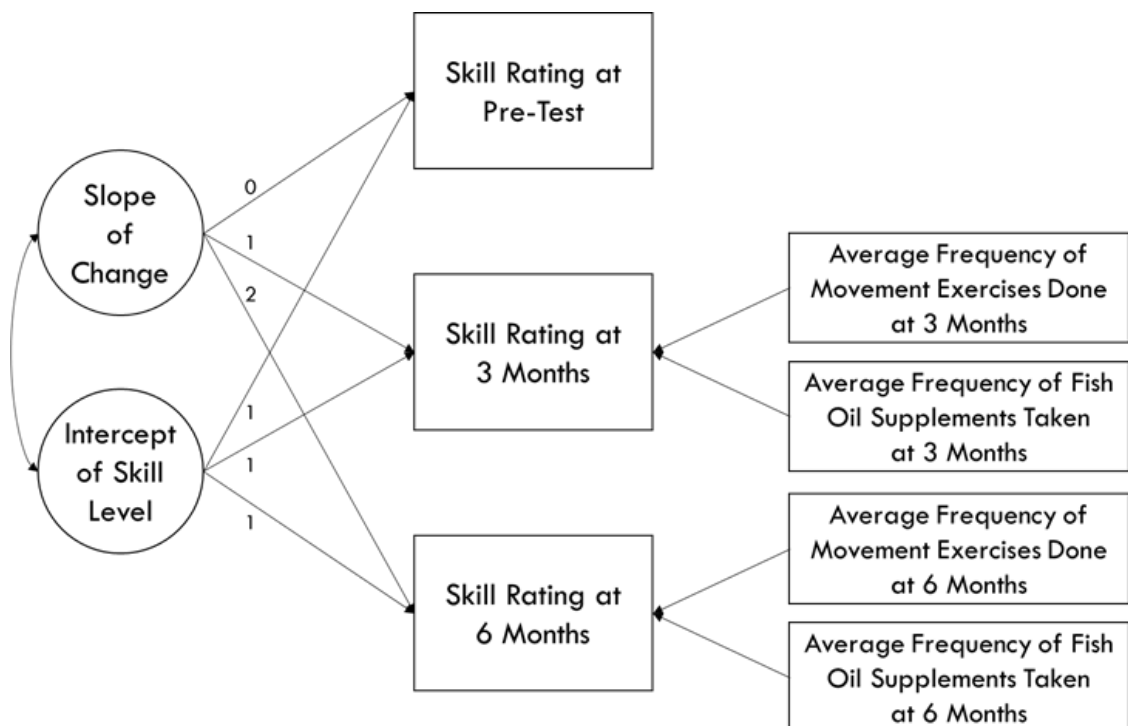 Skill Rating at
Pre-Test
0
Slope
of
Change
1
2
Average Frequency of
Movement Exercises Done
at 3 Months
Skill Rating at
3 Months
Average Frequency of Fish
Oil Supplements Taken
at 3 Months
Intercept
of Skill
Level
1
1
1
Average Frequency of
Movement Exercises Done
at 6 Months
Skill Rating at
6 Months
Average Frequency of Fish
Oil Supplements Taken
at 6 Months